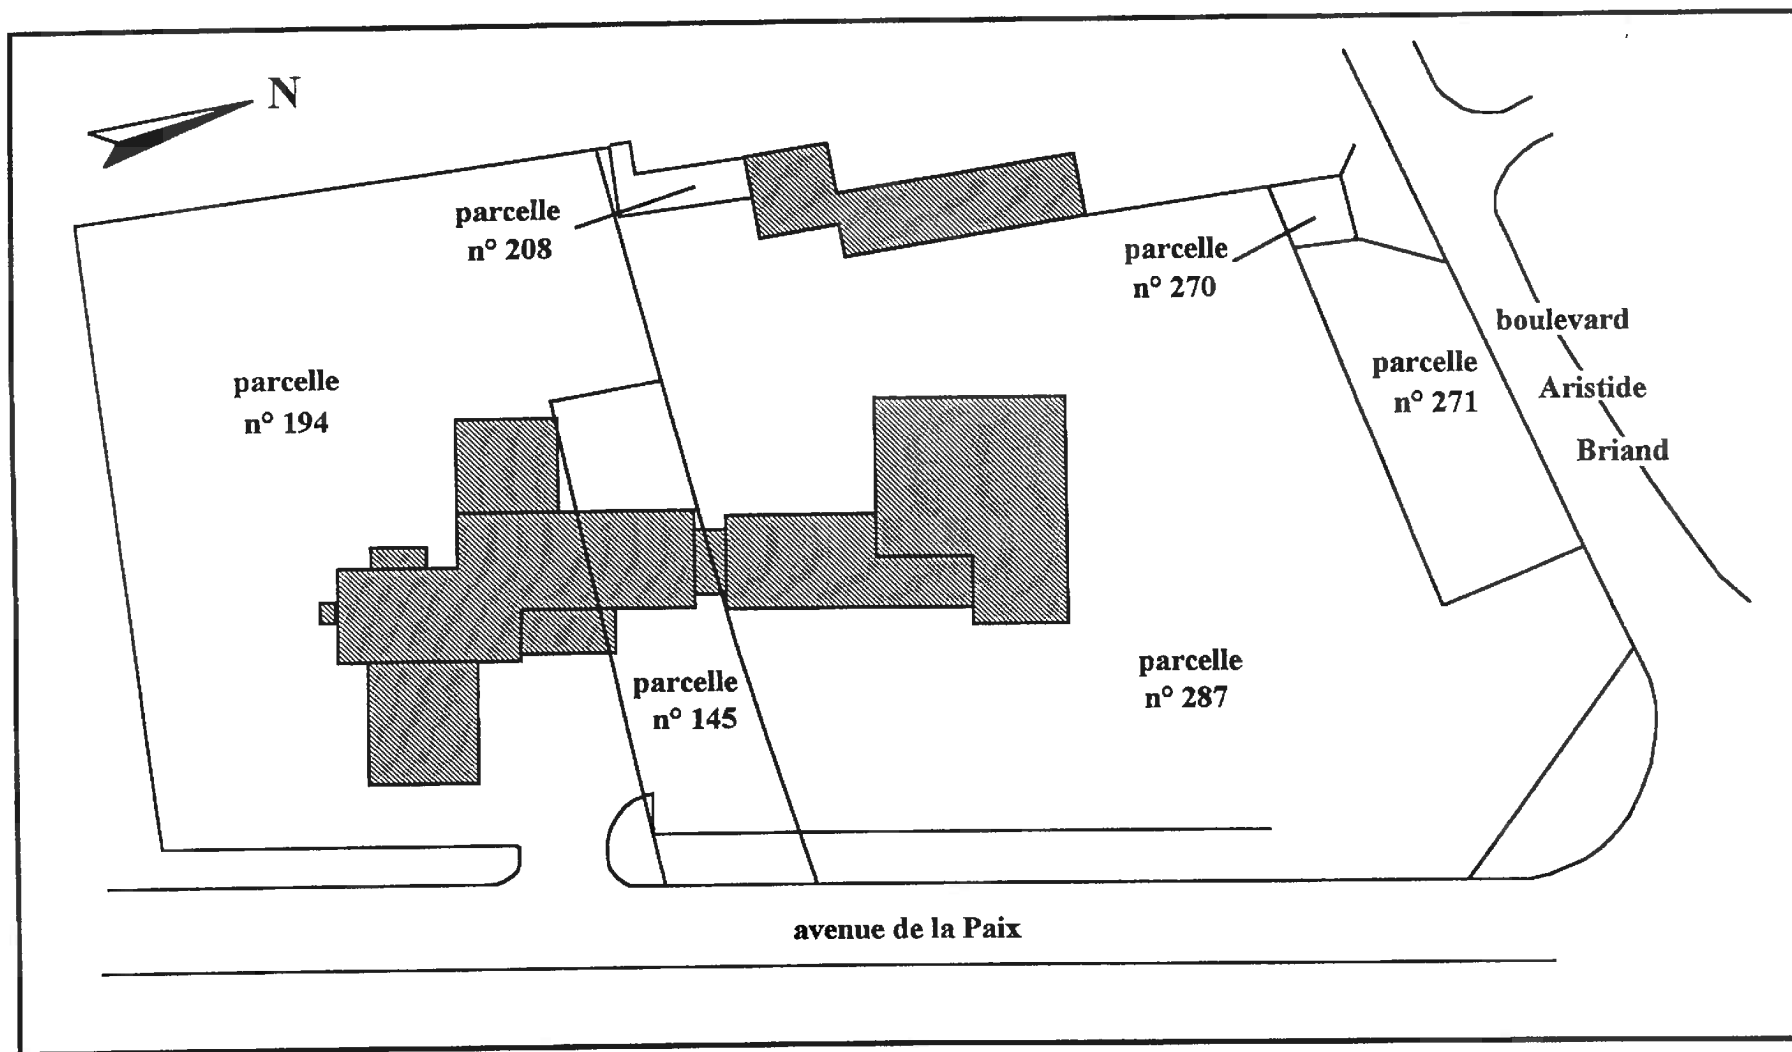 N
parcelle
n° 208
parcelle
n° 270
boulevard
Aristide
Briand
parcelle
n° 271
parcelle
n° 194
parcelle
n° 145
parcelle
n° 287
avenue de la Paix